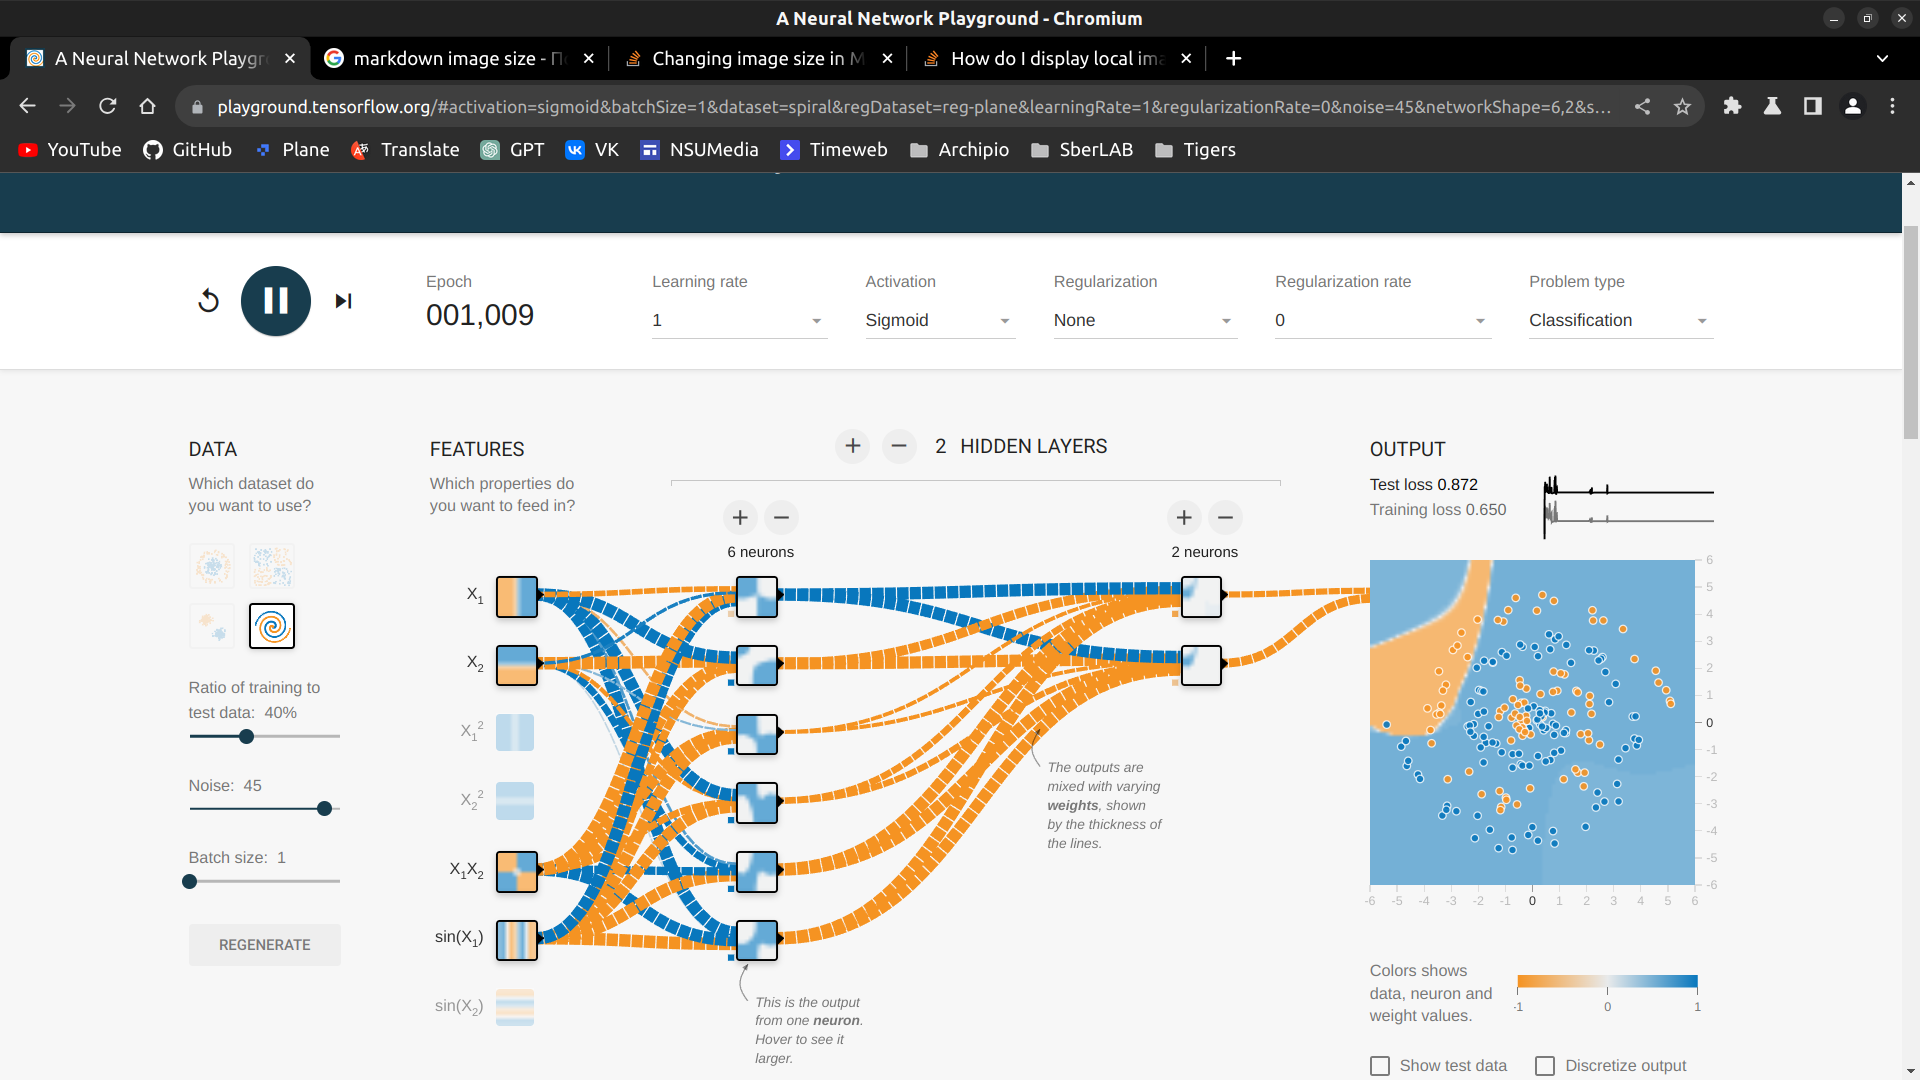 A Neural Network Playground - Chromium
A Neural Network Playgr
markdown image size -
Changing image size in M
How do I display local ima
playground.tensorflow.org/#activation=sigmoid&batchSize=1&dataset=spiral&regDataset=reg-plane&learningRate=1&regularizationRate=0&noise=45&networkShape=6,2&s...
YouTube GitHub Plane Translate GPT VK NSUMedia Timeweb Archipio SberLAB Tigers
Epoch
001,009
Learning rate
1
Activation
Sigmoid
Regularization
None
Regularization rate
0
Problem type
Classification
DATA
Which dataset do
you want to use?
Ratio of training to
test data: 40%
Noise: 45
Batch size: 1
REGENERATE
FEATURES
Which properties do
you want to feed in?
X1
X2
X1²
X2²
X1X2
sin(X1)
sin(X2)
+ − 2 HIDDEN LAYERS
+ −
6 neurons
+ −
2 neurons
The outputs are
mixed with varying
weights, shown
by the thickness of
the lines.
This is the output
from one neuron.
Hover to see it
larger.
OUTPUT
Test loss 0.872
Training loss 0.650
6
5
4
3
2
1
0
-1
-2
-3
-4
-5
-6
-6 -5 -4 -3 -2 -1 0 1 2 3 4 5 6
Colors shows
data, neuron and
weight values.
-1 0 1
Show test data
Discretize output